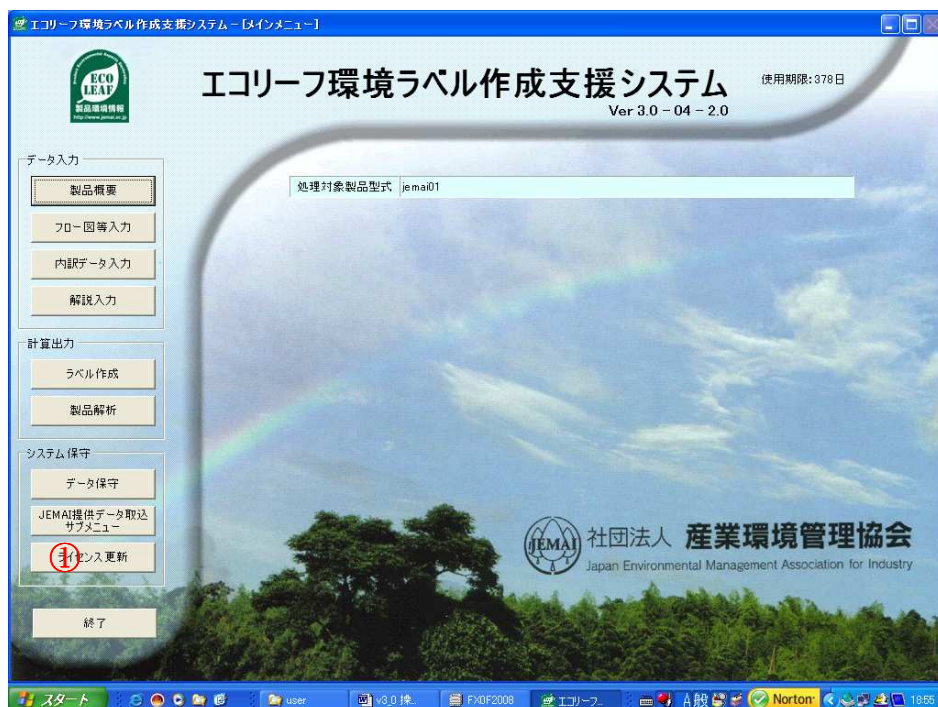 エコリーフ環境ラベル作成支援システム－[メインメニュー]
ECO
LEAF
製品環境情報
http://www.jemai.or.jp
エコリーフ環境ラベル作成支援システム
使用期限:378日
Ver 3.0 － 04 － 2.0
データ入力
製品概要
フロー図等入力
内訳データ入力
解説入力
処理対象製品型式 jemai01
計算出力
ラベル作成
製品解析
システム保守
データ保守
JEMAI提供データ取込
サブメニュー
①
ライセンス更新
終了
JEMAI
社団法人 産業環境管理協会
Japan Environmental Management Association for Industry
スタート
user
v3_0 操...
FX0F2008
エコリーフ...
A 般
Norton
18:55